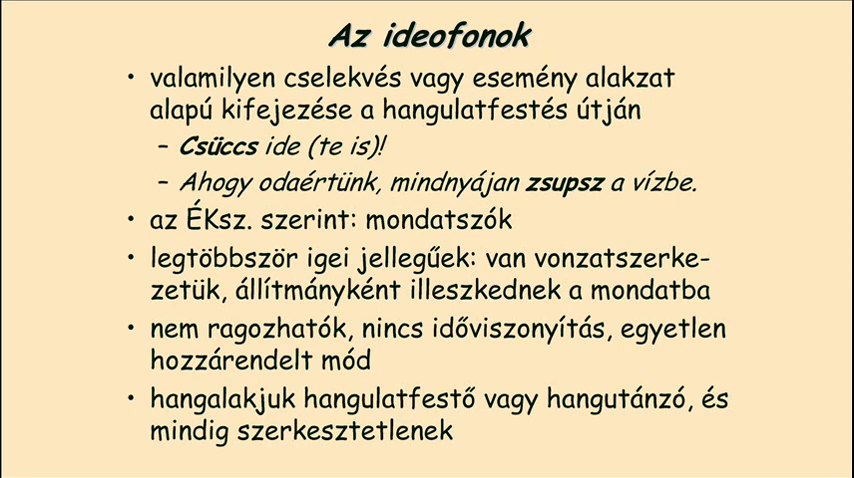 Az ideofonok
• valamilyen cselekvés vagy esemény alakzat
alapú kifejezése a hangulatfestés útján
– Csüccs ide (te is)!
– Ahogy odaértünk, mindnyájan zsupsz a vízbe.
• az ÉKsz. szerint: mondatszók
• legtöbbször igei jellegűek: van vonzatszerke-
zetük, állítmányként illeszkednek a mondatba
• nem ragozhatók, nincs időviszonyítás, egyetlen
hozzárendelt mód
• hangalakjuk hangulatfestő vagy hangutánzó, és
mindig szerkesztetlenek